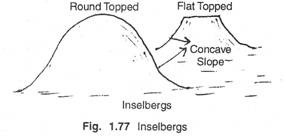 Round Topped Flat Topped
Concave
Slope
Inselbergs
Fig. 1.77 Inselbergs